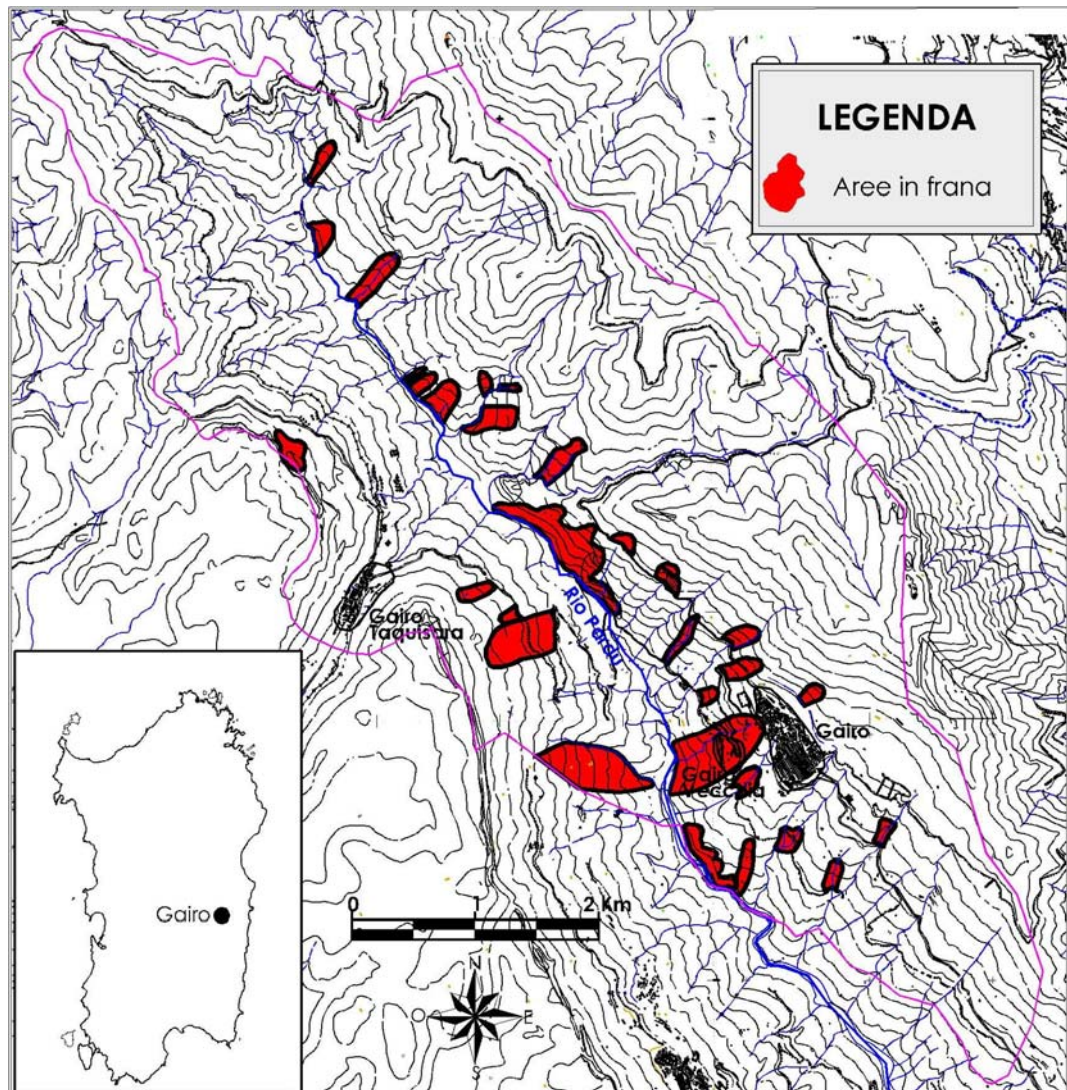 LEGENDA
Aree in frana
Gairo
Taquisara
Rio Pardu
Gairo
Gairo
Vecchia
Gairo
0 1 2 Km
N
O E
S